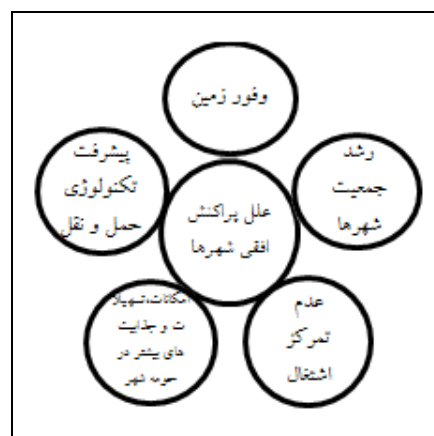 وفور زمین
رشد
جمعیت
شهرها
پیشرفت
تکنولوژی
حمل و نقل
علل پراکنش
افقی شهرها
عدم
تمرکز
اشتغال
امکانات،تسهیلا
ت و جذابیت
های بیشتر در
حومه شهر